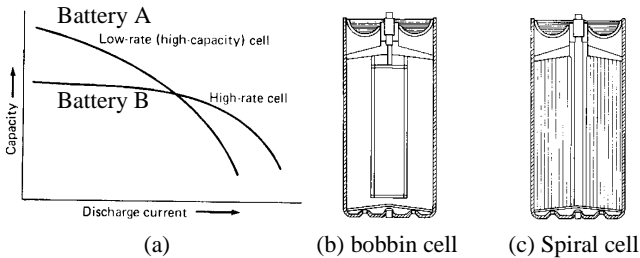 Battery A
Low-rate (high-capacity) cell
Battery B
High-rate cell
Capacity
Discharge current
(a)
(b) bobbin cell
(c) Spiral cell